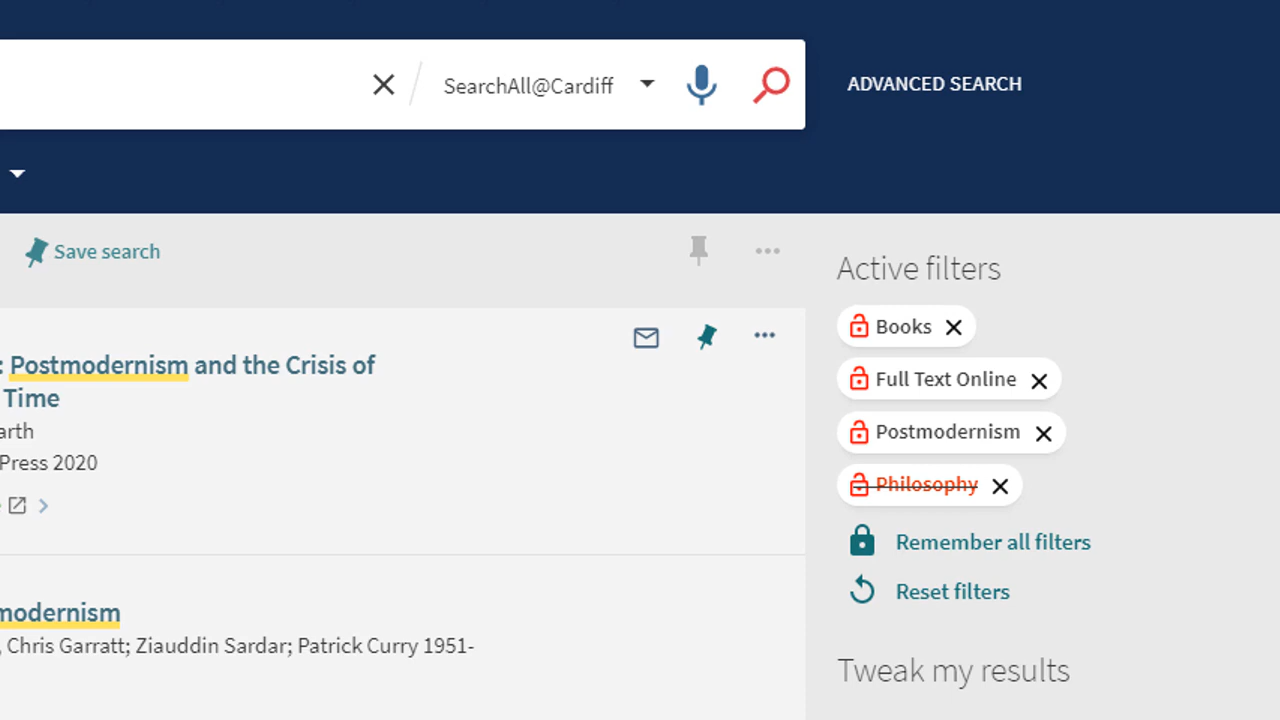 SearchAll@Cardiff
ADVANCED SEARCH
Save search
Active filters
Books
Full Text Online
Postmodernism
Philosophy
Remember all filters
Reset filters
Tweak my results
: Postmodernism and the Crisis of
Time
arth
Press 2020
modernism
, Chris Garratt; Ziauddin Sardar; Patrick Curry 1951-